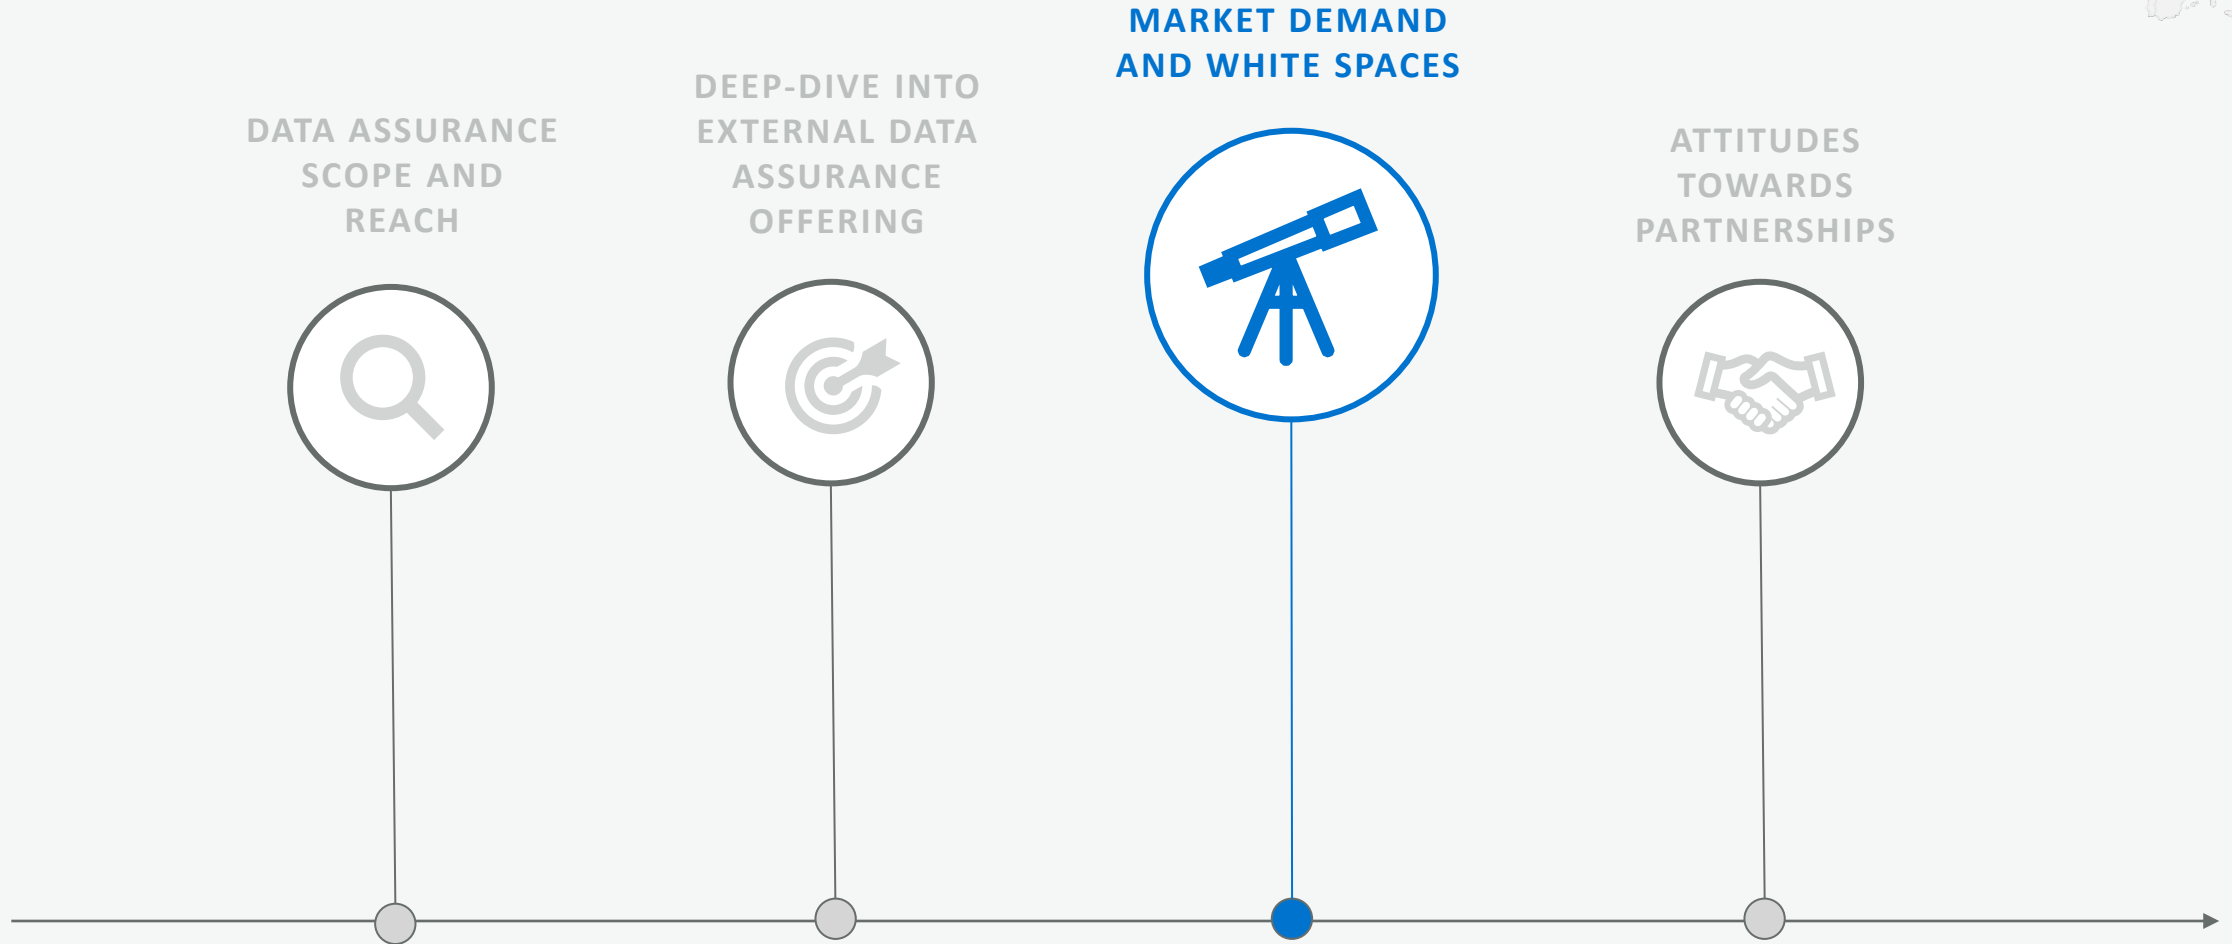 DATA ASSURANCE
SCOPE AND
REACH
DEEP-DIVE INTO
EXTERNAL DATA
ASSURANCE
OFFERING
MARKET DEMAND
AND WHITE SPACES
ATTITUDES
TOWARDS
PARTNERSHIPS